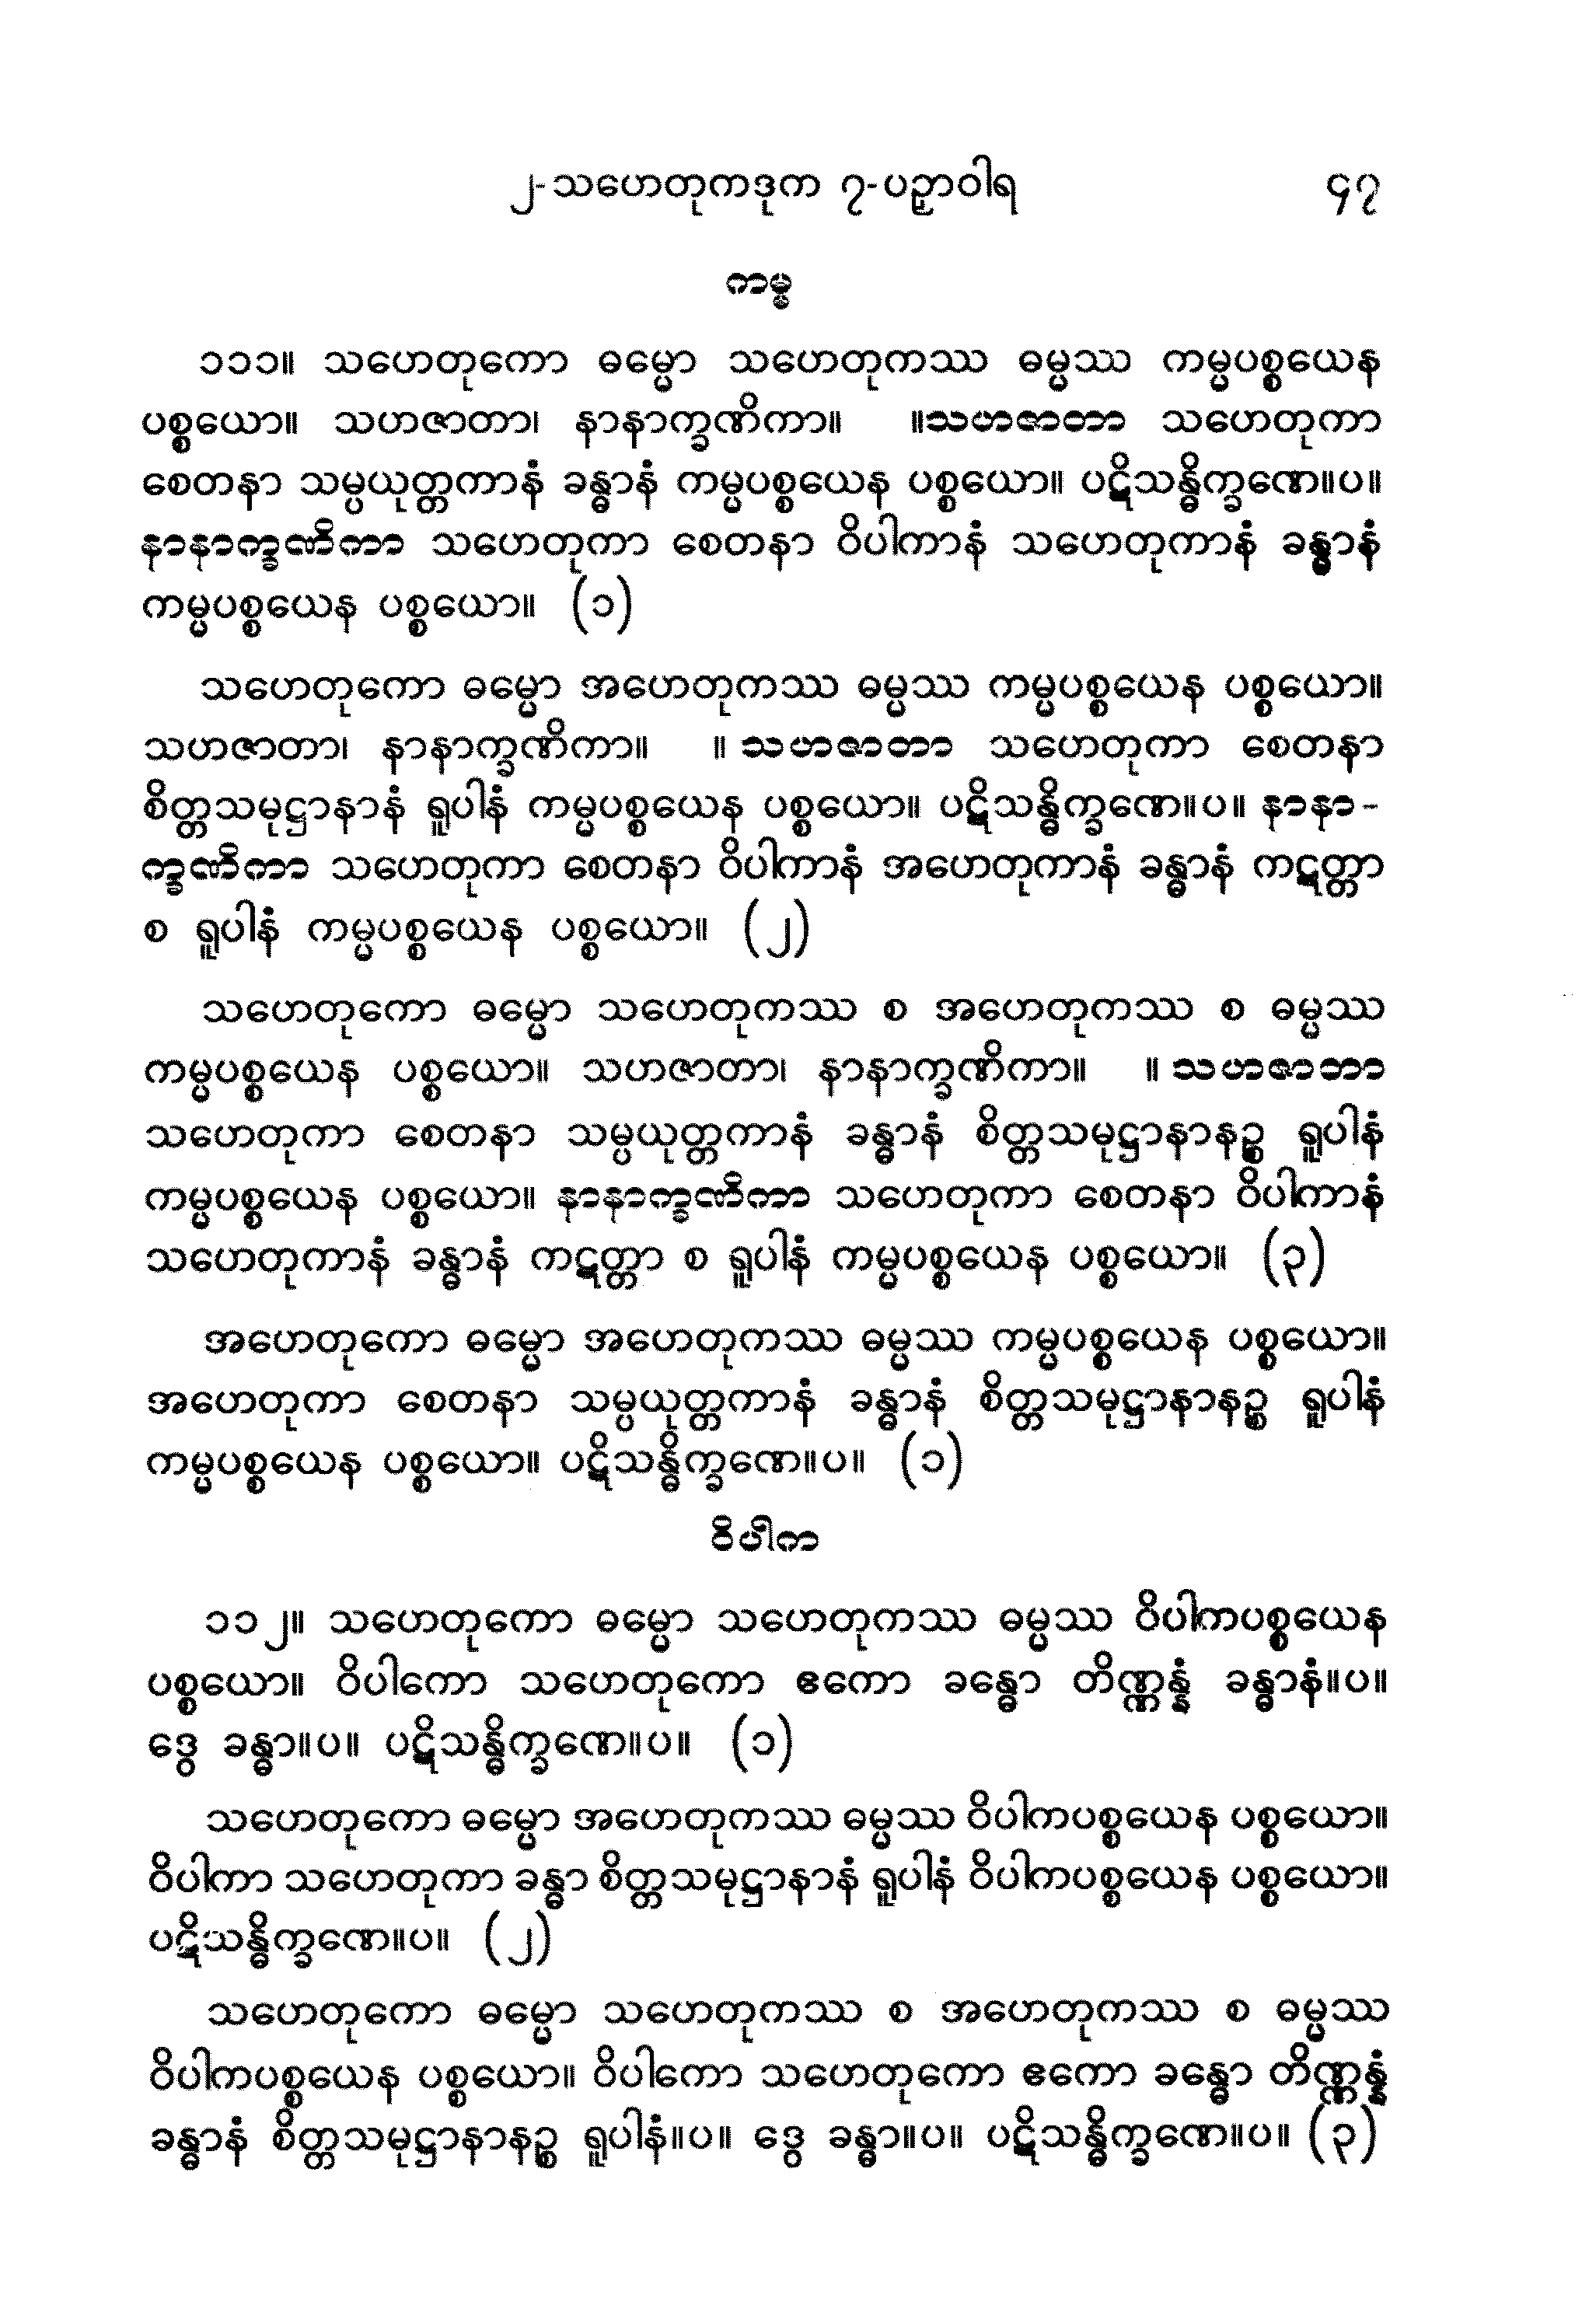 ၂-သဟေတုကဒုက ၇-ပဉှာဝါရ ၄၇
ကမ္မ
၁၁၁။ သဟေတုကော ဓမ္မော သဟေတုကဿ ဓမ္မဿ ကမ္မပစ္စယေန
ပစ္စယော။ သဟဇာတာ၊ နာနာက္ခဏိကာ။ ။သဟဇာတာ သဟေတုကာ
စေတနာ သမ္ပယုတ္တကာနံ ခန္ဓာနံ ကမ္မပစ္စယေန ပစ္စယော။ ပဋိသန္ဓိက္ခဏေ။ပ။
နာနာက္ခဏိကာ သဟေတုကာ စေတနာ ဝိပါကာနံ သဟေတုကာနံ ခန္ဓာနံ
ကမ္မပစ္စယေန ပစ္စယော။ (၁)
သဟေတုကော ဓမ္မော အဟေတုကဿ ဓမ္မဿ ကမ္မပစ္စယေန ပစ္စယော။
သဟဇာတာ၊ နာနာက္ခဏိကာ။ ။ သဟဇာတာ သဟေတုကာ စေတနာ
စိတ္တသမုဋ္ဌာနာနံ ရူပါနံ ကမ္မပစ္စယေန ပစ္စယော။ ပဋိသန္ဓိက္ခဏေ။ပ။ နာနာ-
က္ခဏိကာ သဟေတုကာ စေတနာ ဝိပါကာနံ အဟေတုကာနံ ခန္ဓာနံ ကဋတ္တာ
စ ရူပါနံ ကမ္မပစ္စယေန ပစ္စယော။ (၂)
သဟေတုကော ဓမ္မော သဟေတုကဿ စ အဟေတုကဿ စ ဓမ္မဿ
ကမ္မပစ္စယေန ပစ္စယော။ သဟဇာတာ၊ နာနာက္ခဏိကာ။ ။ သဟဇာတာ
သဟေတုကာ စေတနာ သမ္ပယုတ္တကာနံ ခန္ဓာနံ စိတ္တသမုဋ္ဌာနာနဉ္စ ရူပါနံ
ကမ္မပစ္စယေန ပစ္စယော။ နာနာက္ခဏိကာ သဟေတုကာ စေတနာ ဝိပါကာနံ
သဟေတုကာနံ ခန္ဓာနံ ကဋတ္တာ စ ရူပါနံ ကမ္မပစ္စယေန ပစ္စယော။ (၃)
အဟေတုကော ဓမ္မော အဟေတုကဿ ဓမ္မဿ ကမ္မပစ္စယေန ပစ္စယော။
အဟေတုကာ စေတနာ သမ္ပယုတ္တကာနံ ခန္ဓာနံ စိတ္တသမုဋ္ဌာနာနဉ္စ ရူပါနံ
ကမ္မပစ္စယေန ပစ္စယော။ ပဋိသန္ဓိက္ခဏေ။ပ။ (၁)
ဝိပါက
၁၁၂။ သဟေတုကော ဓမ္မော သဟေတုကဿ ဓမ္မဿ ဝိပါကပစ္စယေန
ပစ္စယော။ ဝိပါကော သဟေတုကော ဧကော ခန္ဓော တိဏ္ဏန္နံ ခန္ဓာနံ။ပ။
ဒွေ ခန္ဓာ။ပ။ ပဋိသန္ဓိက္ခဏေ။ပ။ (၁)
သဟေတုကော ဓမ္မော အဟေတုကဿ ဓမ္မဿ ဝိပါကပစ္စယေန ပစ္စယော။
ဝိပါကာ သဟေတုကာ ခန္ဓာ စိတ္တသမုဋ္ဌာနာနံ ရူပါနံ ဝိပါကပစ္စယေန ပစ္စယော။
ပဋိသန္ဓိက္ခဏေ။ပ။ (၂)
သဟေတုကော ဓမ္မော သဟေတုကဿ စ အဟေတုကဿ စ ဓမ္မဿ
ဝိပါကပစ္စယေန ပစ္စယော။ ဝိပါကော သဟေတုကော ဧကော ခန္ဓော တိဏ္ဏန္နံ
ခန္ဓာနံ စိတ္တသမုဋ္ဌာနာနဉ္စ ရူပါနံ။ပ။ ဒွေ ခန္ဓာ။ပ။ ပဋိသန္ဓိက္ခဏေ။ပ။ (၃)